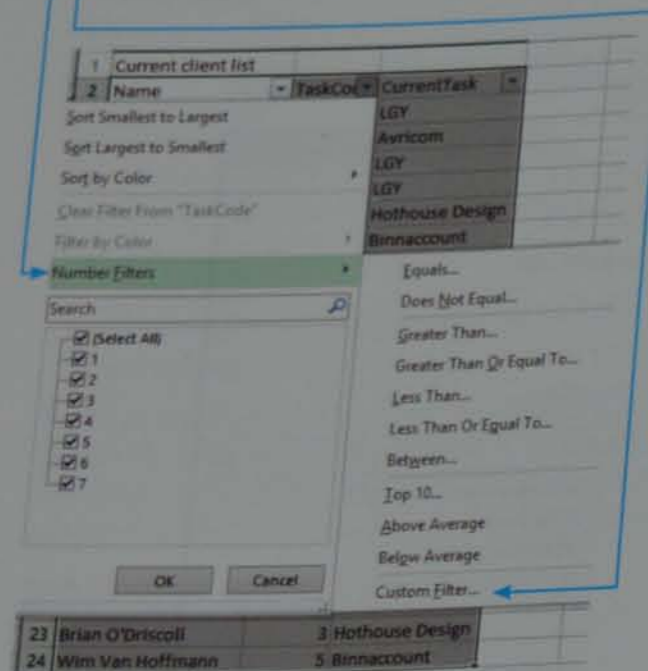 1 Current client list
2 Name TaskCo CurrentTask
Sort Smallest to Largest
Sort Largest to Smallest
Sort by Color
Clear Filter From "TaskCode"
Filter by Color
Number Filters
Search
(Select All)
1
2
3
4
5
6
7
OK Cancel
LGY
Avricom
LGY
LGY
Hothouse Design
Binnaccount
Equals...
Does Not Equal...
Greater Than...
Greater Than Or Equal To...
Less Than...
Less Than Or Equal To...
Between...
Top 10...
Above Average
Below Average
Custom Filter...
23 Brian O'Driscoll 3 Hothouse Design
24 Wim Van Hoffmann 5 Binnaccount